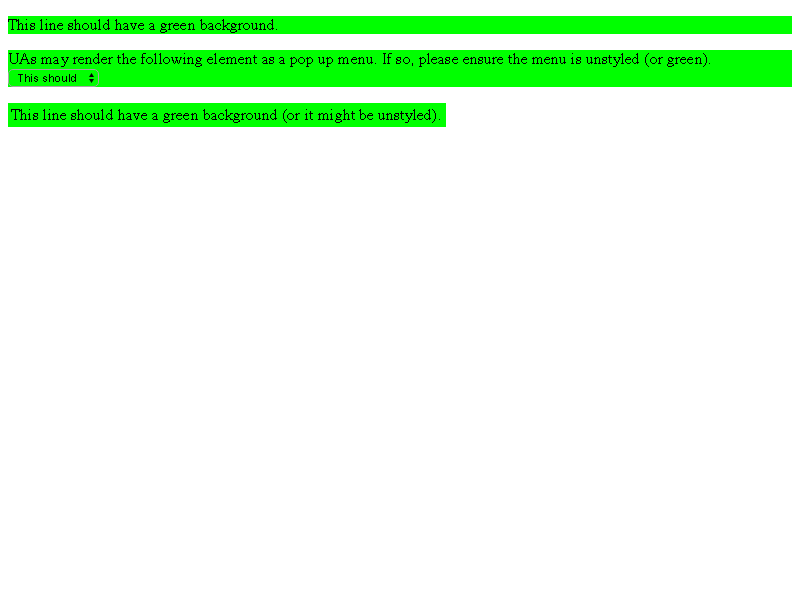 This line should have a green background.
UAs may render the following element as a pop up menu. If so, please ensure the menu is unstyled (or green).
This should
This line should have a green background (or it might be unstyled).